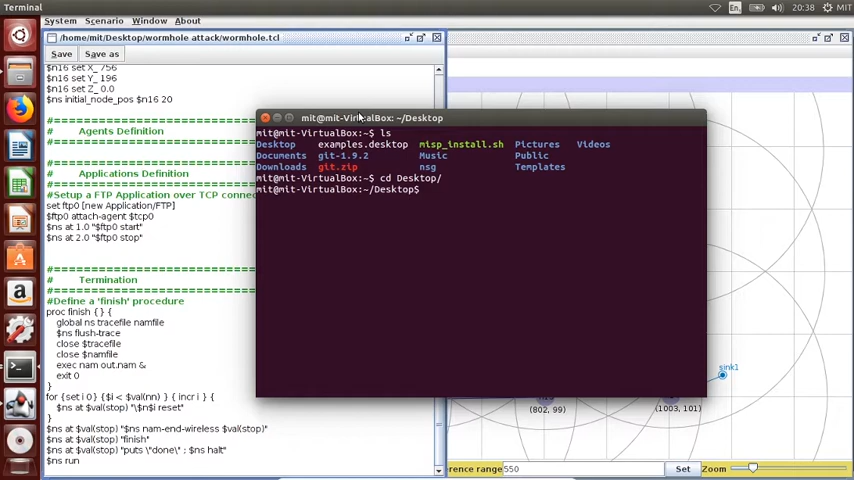 Terminal
En
20:38
MIT
System Scenario Window About
/home/mit/Desktop/wormhole attack/wormhole.tcl
Save Save as
$n16 set X_ 756
$n16 set Y_ 196
$n16 set Z_ 0.0
$ns initial_node_pos $n16 20
#===================
# Agents Definition
#===================
#===================
# Applications Definition
#===================
#Setup a FTP Application over TCP connec
set ftp0 [new Application/FTP]
$ftp0 attach-agent $tcp0
$ns at 1.0 "$ftp0 start"
$ns at 2.0 "$ftp0 stop"
#===================
# Termination
#===================
#Define a 'finish' procedure
proc finish {} {
global ns tracefile namfile
$ns flush-trace
close $tracefile
close $namfile
exec nam out.nam &
exit 0
}
for {set i 0} {$i < $val(nn) } { incr i } {
$ns at $val(stop) "\$n$i reset"
}
$ns at $val(stop) "$ns nam-end-wireless $val(stop)"
$ns at $val(stop) "finish"
$ns at $val(stop) "puts \"done\" ; $ns halt"
$ns run
mit@mit-VirtualBox: ~/Desktop
mit@mit-VirtualBox:~$ ls
Desktop examples.desktop misp_install.sh Pictures Videos
Documents git-1.9.2 Music Public
Downloads git.zip nsg Templates
mit@mit-VirtualBox:~$ cd Desktop/
mit@mit-VirtualBox:~/Desktop$
sink1
(802, 99)
(1003, 101)
erence range 550 Set Zoom